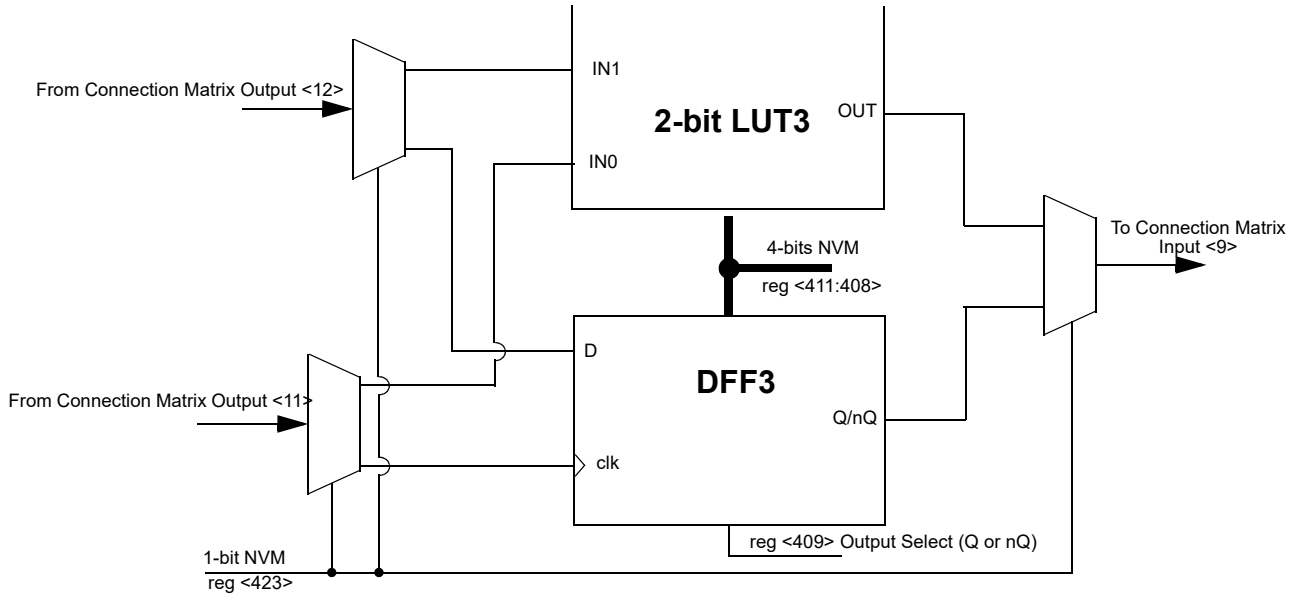 From Connection Matrix Output <12>
IN1
2-bit LUT3
OUT
IN0
To Connection Matrix
Input <9>
4-bits NVM
reg <411:408>
D
DFF3
From Connection Matrix Output <11>
Q/nQ
clk
reg <409> Output Select (Q or nQ)
1-bit NVM
reg <423>